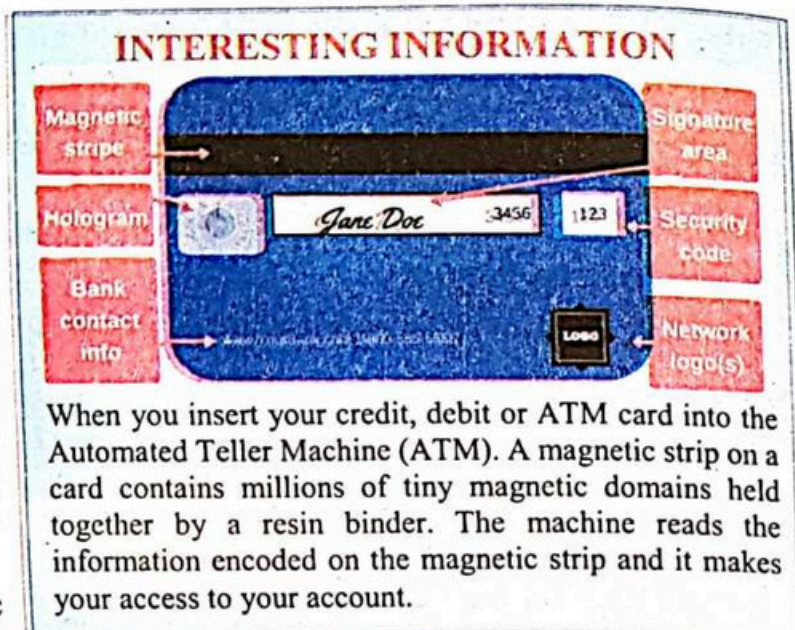 INTERESTING INFORMATION
Magnetic
stripe
Signature
area
Hologram
Jane Doe
3456
123
Security
code
Bank
contact
info
LOGO
Network
logo(s)
When you insert your credit, debit or ATM card into the
Automated Teller Machine (ATM). A magnetic strip on a
card contains millions of tiny magnetic domains held
together by a resin binder. The machine reads the
information encoded on the magnetic strip and it makes
your access to your account.